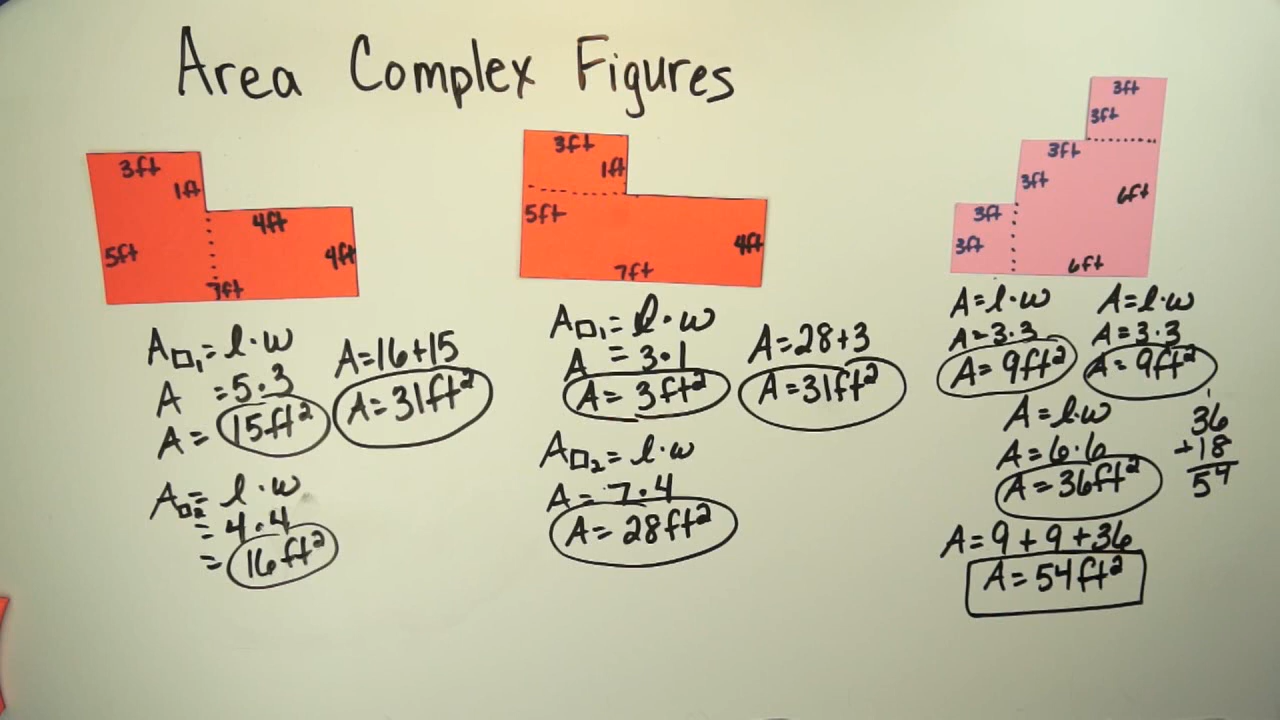 Area Complex Figures
3ft
1ft
4ft
5ft
4ft
7ft
A□₁ = l·w
A = 5·3
A = 15ft²
A□₂ = l·w
= 4·4
= 16ft²
A=16+15
A=31ft²
3ft
1ft
5ft
4ft
7ft
A□₁ = l·w
A = 3·1
A = 3ft²
A□₂ = l·w
A = 7·4
A = 28ft²
A=28+3
A=31ft²
3ft
3ft
3ft
3ft
6ft
3ft
3ft
6ft
A=l·w
A=3·3
A=9ft²
A=l·w
A=3·3
A=9ft²
A=l·w
A=6·6
A=36ft²
1
36
+18
54
A=9+9+36
A=54ft²